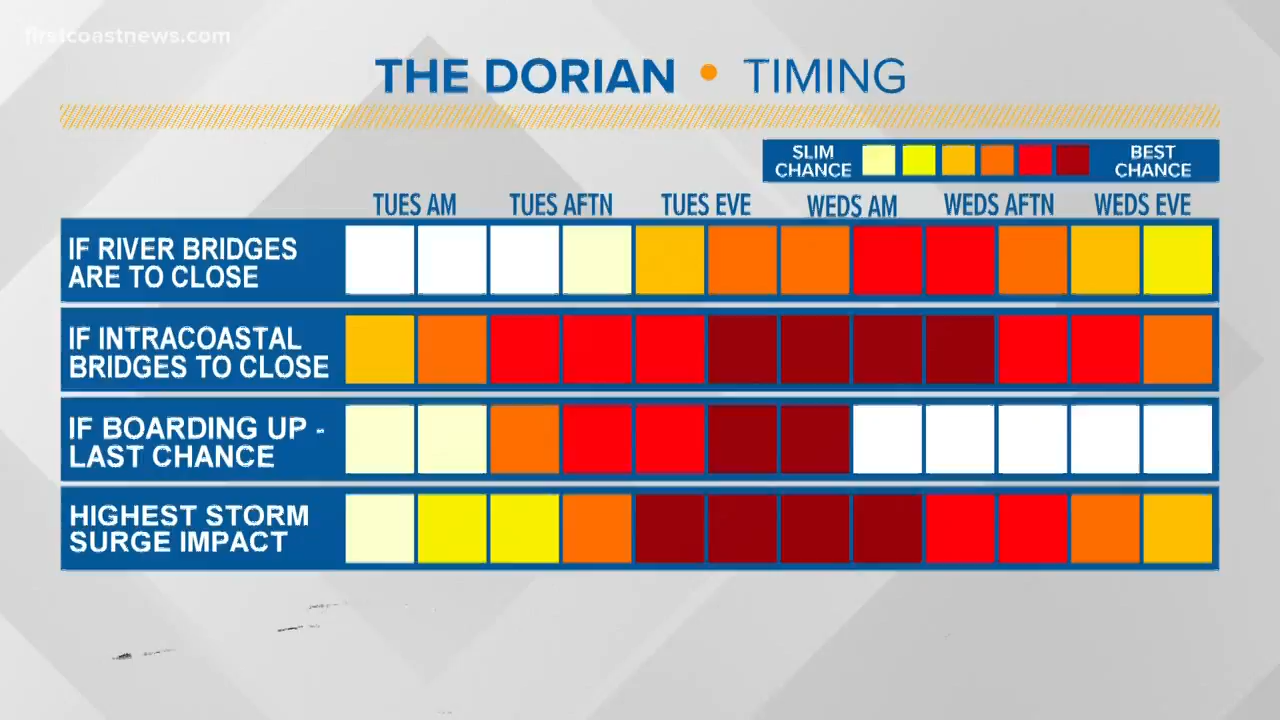 firstcoastnews.com
THE DORIAN • TIMING
SLIM
CHANCE
BEST
CHANCE
TUES AM TUES AFTN TUES EVE WEDS AM WEDS AFTN WEDS EVE
IF RIVER BRIDGES
ARE TO CLOSE
IF INTRACOASTAL
BRIDGES TO CLOSE
IF BOARDING UP -
LAST CHANCE
HIGHEST STORM
SURGE IMPACT